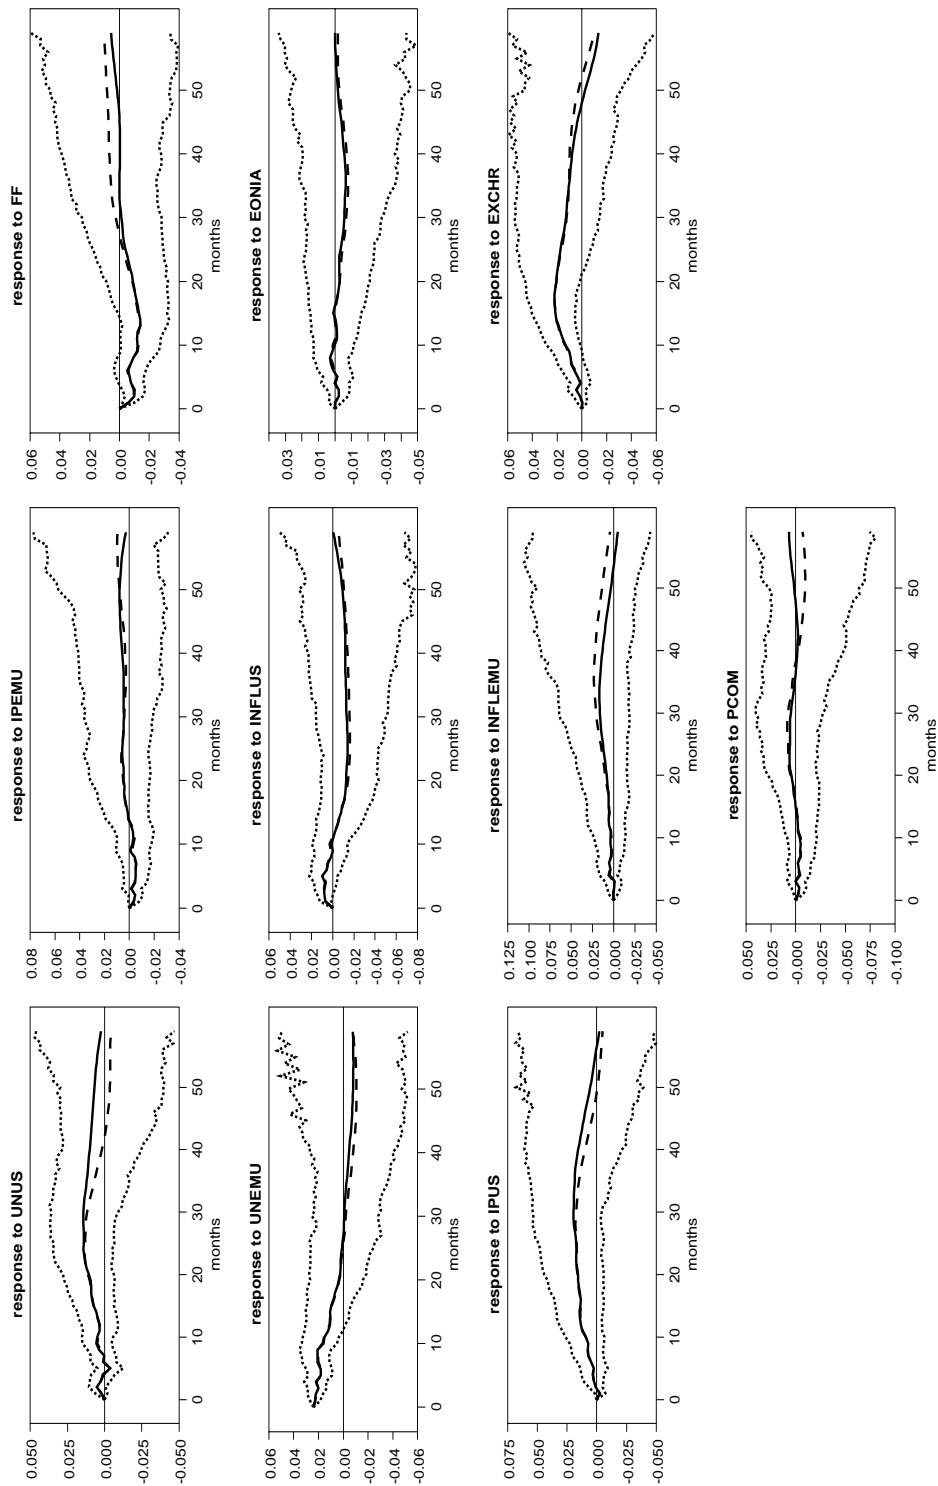 response to UNUS
0.050
0.025
0.000
-0.025
-0.050
0 10 20 30 40 50
months
response to IPEMU
0.08
0.06
0.04
0.02
0.00
-0.02
-0.04
0 10 20 30 40 50
months
response to FF
0.06
0.04
0.02
0.00
-0.02
-0.04
0 10 20 30 40 50
months
response to UNEMU
0.06
0.04
0.02
0.00
-0.02
-0.04
-0.06
0 10 20 30 40 50
months
response to INFLUS
0.06
0.04
0.02
0.00
-0.02
-0.04
-0.06
-0.08
0 10 20 30 40 50
months
response to EONIA
0.03
0.01
-0.01
-0.03
-0.05
0 10 20 30 40 50
months
response to IPUS
0.075
0.050
0.025
0.000
-0.025
-0.050
0 10 20 30 40 50
months
response to INFLEMU
0.125
0.100
0.075
0.050
0.025
-0.000
-0.025
-0.050
0 10 20 30 40 50
months
response to EXCHR
0.06
0.04
0.02
0.00
-0.02
-0.04
-0.06
0 10 20 30 40 50
months
response to PCOM
0.050
0.025
-0.000
-0.025
-0.050
-0.075
-0.100
0 10 20 30 40 50
months